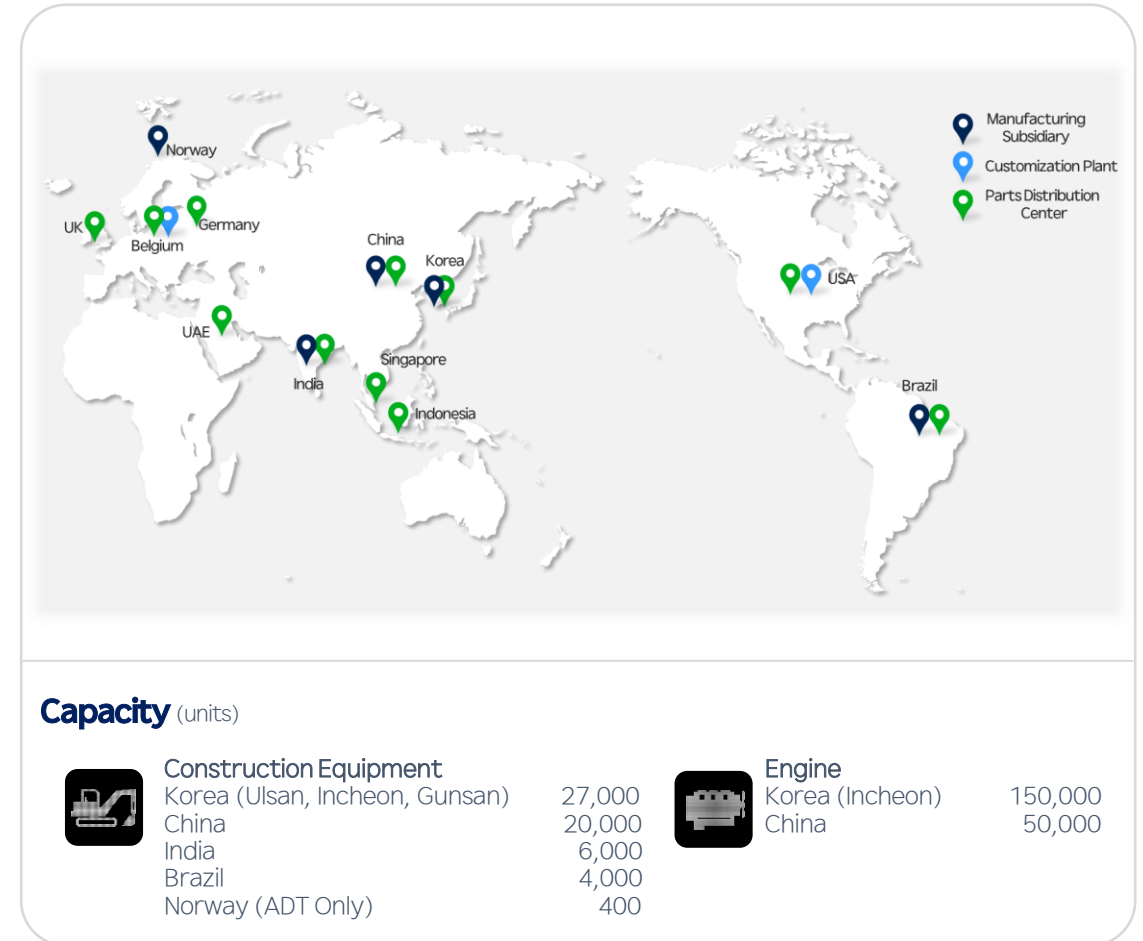 Manufacturing
Subsidiary
Customization Plant
Parts Distribution
Center
Norway
UK
Germany
Belgium
China
Korea
USA
UAE
Singapore
India
Brazil
Indonesia
Capacity (units)
Construction Equipment
Korea (Ulsan, Incheon, Gunsan) 27,000
China 20,000
India 6,000
Brazil 4,000
Norway (ADT Only) 400
Engine
Korea (Incheon) 150,000
China 50,000